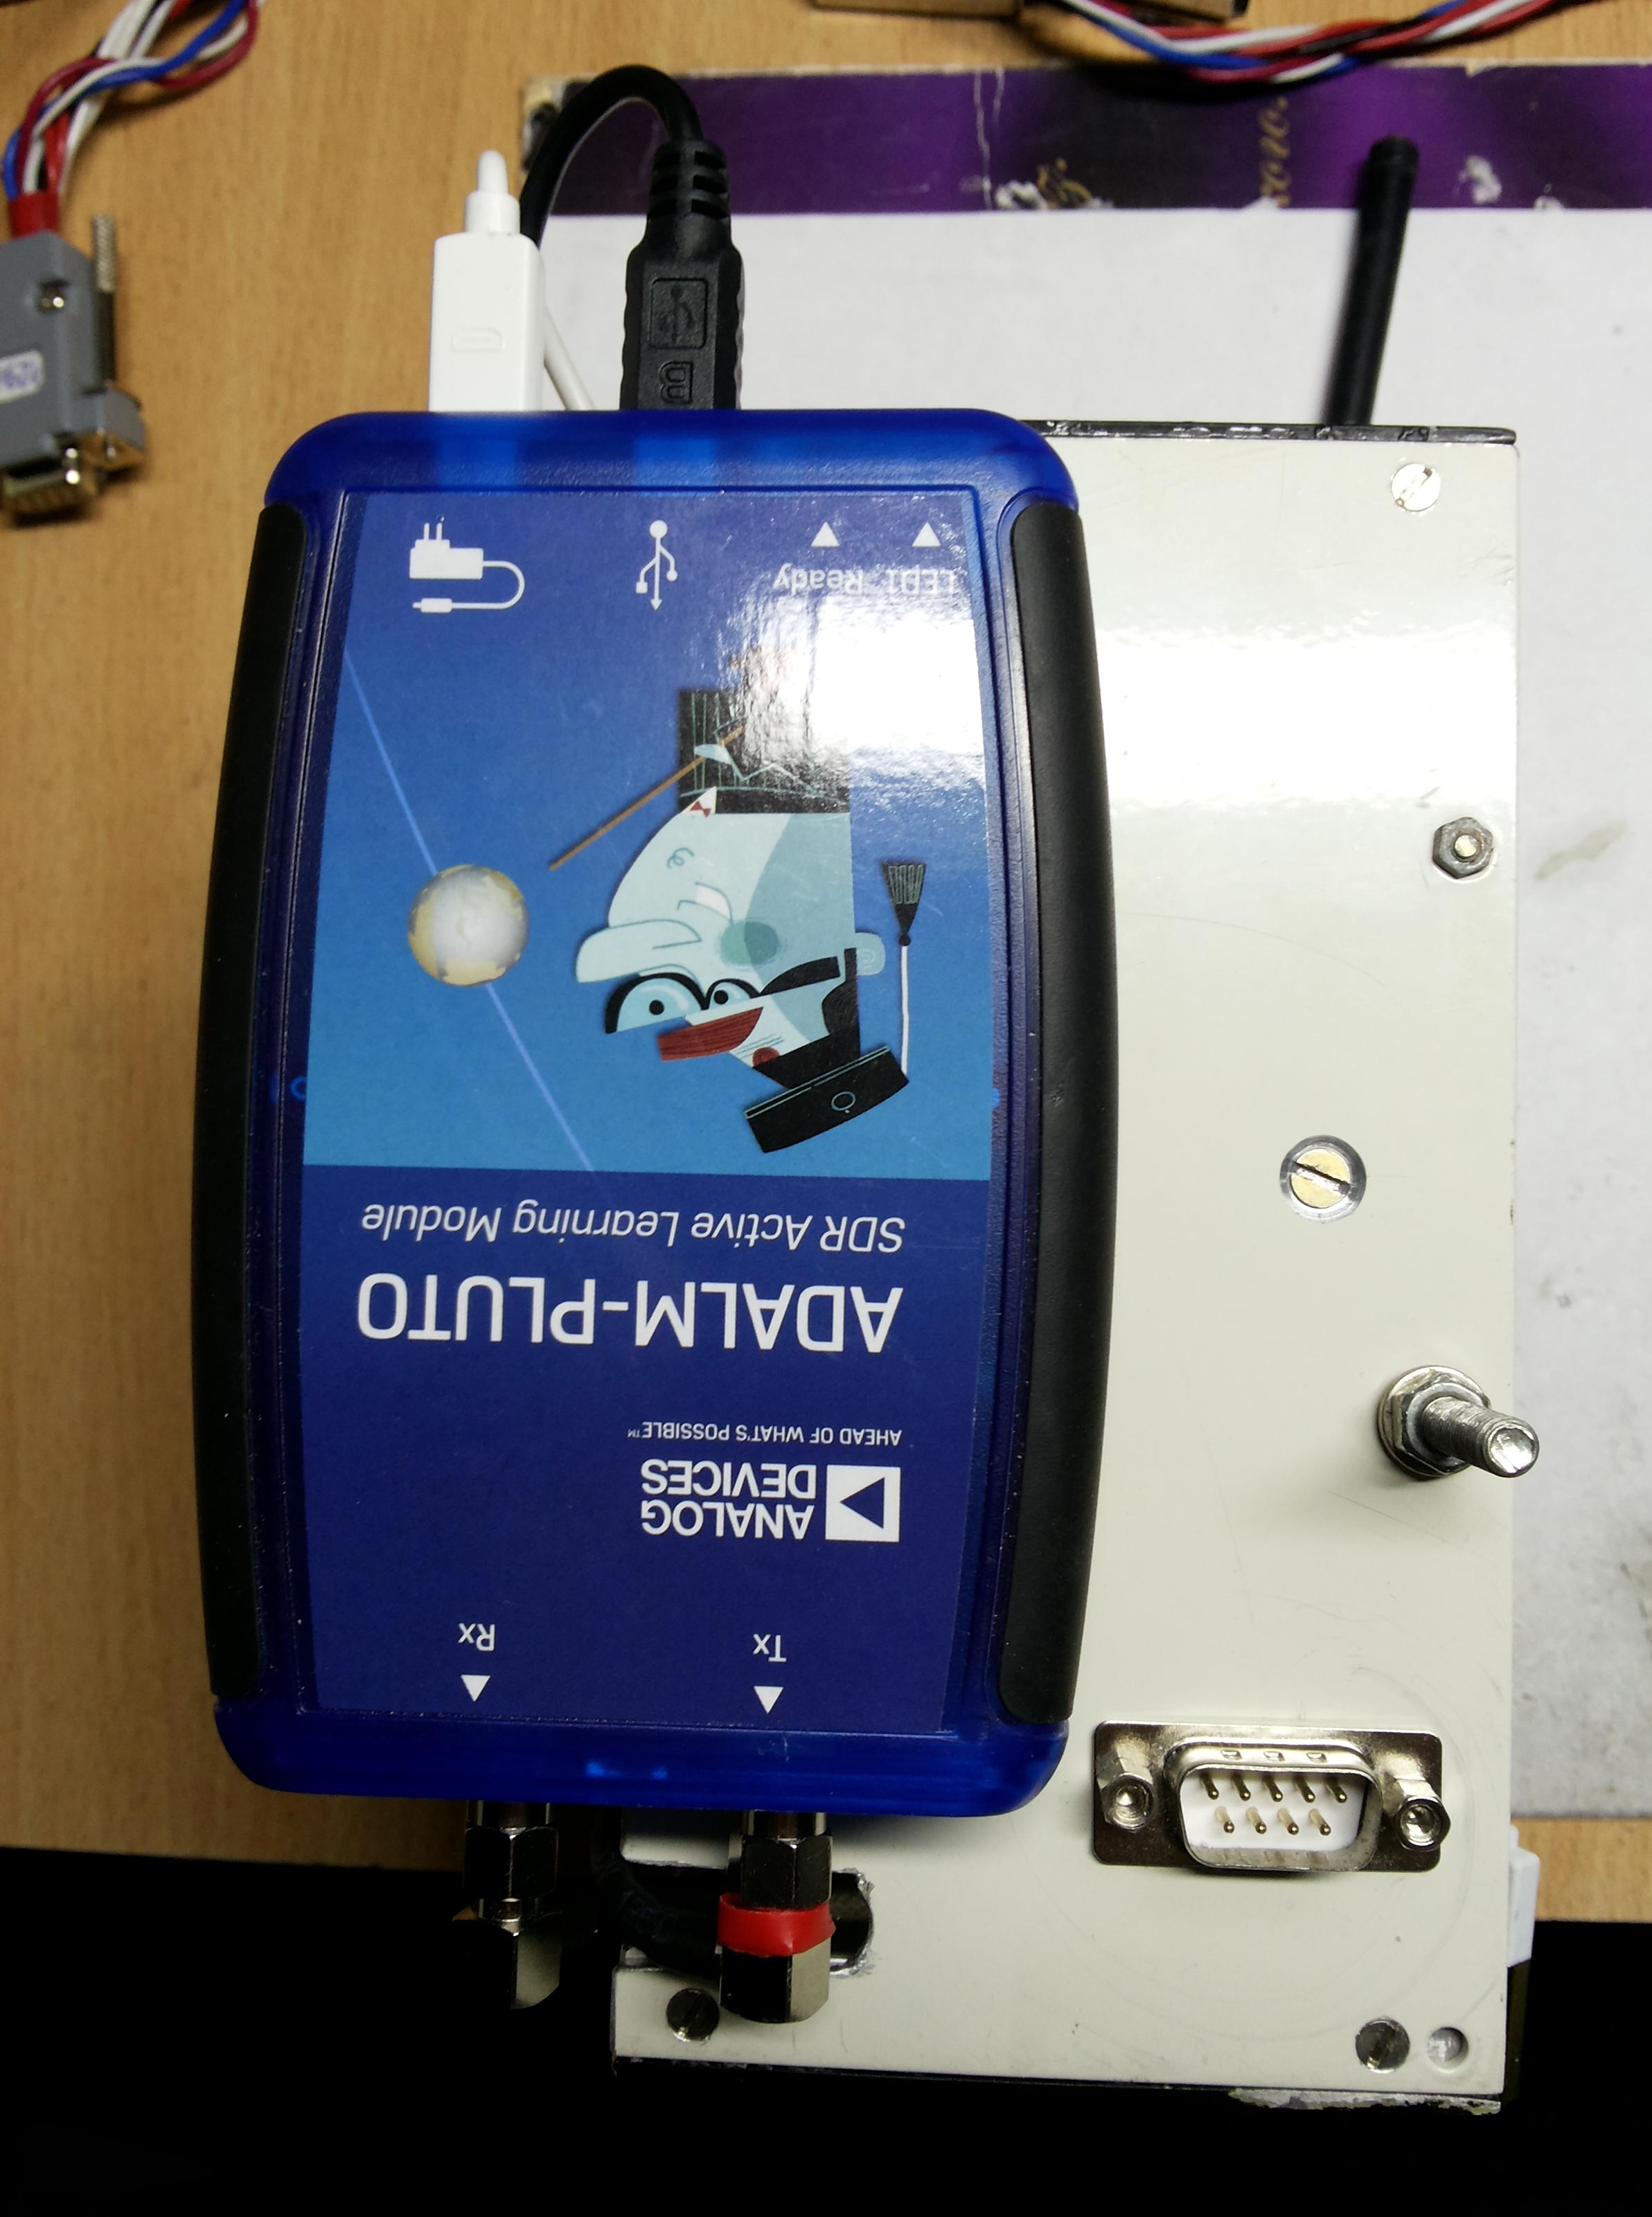 Rx Tx
ANALOG
DEVICES
AHEAD OF WHAT'S POSSIBLE™
ADALM-PLUTO
SDR Active Learning Module
LED1 Ready
B